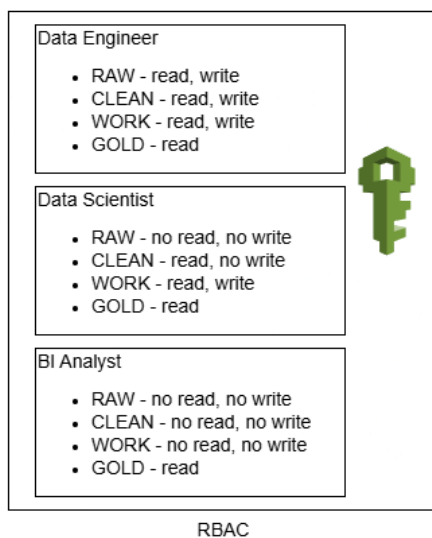 Data Engineer
• RAW - read, write
• CLEAN - read, write
• WORK - read, write
• GOLD - read
Data Scientist
• RAW - no read, no write
• CLEAN - read, no write
• WORK - read, write
• GOLD - read
BI Analyst
• RAW - no read, no write
• CLEAN - no read, no write
• WORK - no read, no write
• GOLD - read
RBAC